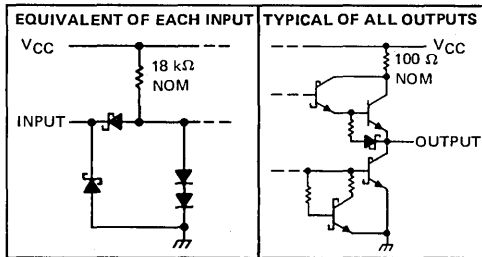 EQUIVALENT OF EACH INPUT
VCC
18 kΩ
NOM
INPUT
TYPICAL OF ALL OUTPUTS
VCC
100 Ω
NOM
OUTPUT